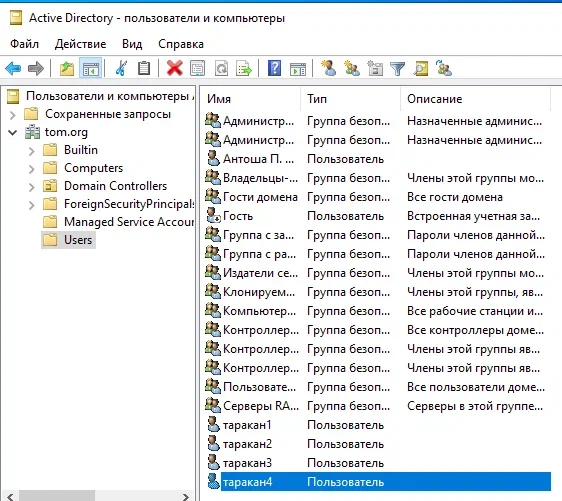 Active Directory - пользователи и компьютеры
Файл Действие Вид Справка
Пользователи и компьютеры
Сохраненные запросы
tom.org
Builtin
Computers
Domain Controllers
ForeignSecurityPrincipals
Managed Service Accour
Users
Имя Тип Описание
Администр... Группа безоп... Назначенные админис...
Администр... Группа безоп... Назначенные админис...
Антоша П. ... Пользователь
Владельцы-... Группа безоп... Члены этой группы мо...
Гости домена Группа безоп... Все гости домена
Гость Пользователь Встроенная учетная за...
Группа с за... Группа безоп... Пароли членов данной...
Группа с ра... Группа безоп... Пароли членов данной...
Издатели се... Группа безоп... Члены этой группы мо...
Клонируем... Группа безоп... Члены этой группы, яв...
Компьютер... Группа безоп... Все рабочие станции и...
Контроллер... Группа безоп... Все контроллеры доме...
Контроллер... Группа безоп... Члены этой группы яв...
Контроллер... Группа безоп... Члены этой группы яв...
Пользовате... Группа безоп... Все пользователи доме...
Серверы RA... Группа безоп... Серверы в этой группе...
таракан1 Пользователь
таракан2 Пользователь
таракан3 Пользователь
таракан4 Пользователь